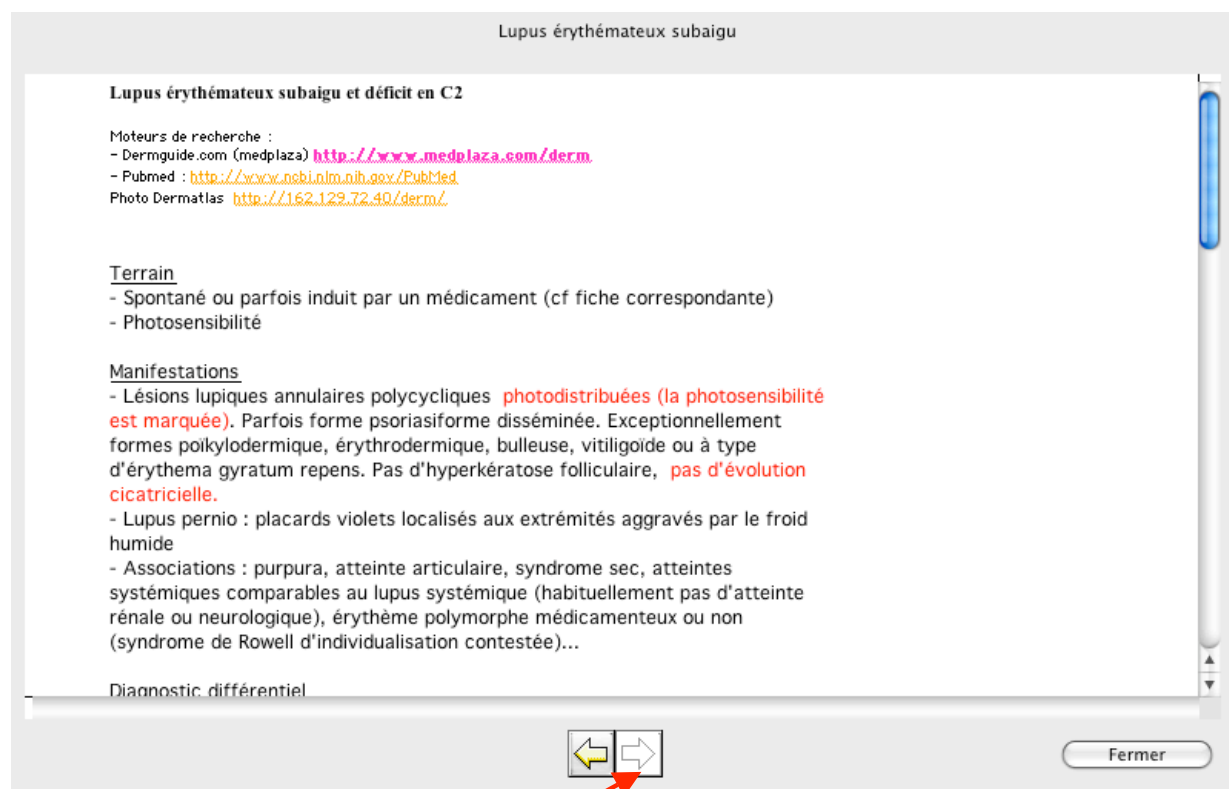 Lupus érythémateux subaigu
Lupus érythémateux subaigu et déficit en C2
Moteurs de recherche :
- Dermguide.com (medplaza) http://www.medplaza.com/derm
- Pubmed : http://www.ncbi.nlm.nih.gov/PubMed
Photo Dermatlas http://162.129.72.40/derm/
Terrain
- Spontané ou parfois induit par un médicament (cf fiche correspondante)
- Photosensibilité
Manifestations
- Lésions lupiques annulaires polycycliques photodistribuées (la photosensibilité
est marquée). Parfois forme psoriasiforme disséminée. Exceptionnellement
formes poïkylodermique, érythrodermique, bulleuse, vitiligoïde ou à type
d'érythema gyratum repens. Pas d'hyperkératose folliculaire, pas d'évolution
cicatricielle.
- Lupus pernio : placards violets localisés aux extrémités aggravés par le froid
humide
- Associations : purpura, atteinte articulaire, syndrome sec, atteintes
systémiques comparables au lupus systémique (habituellement pas d'atteinte
rénale ou neurologique), érythème polymorphe médicamenteux ou non
(syndrome de Rowell d'individualisation contestée)...
Diagnostic différentiel
Fermer